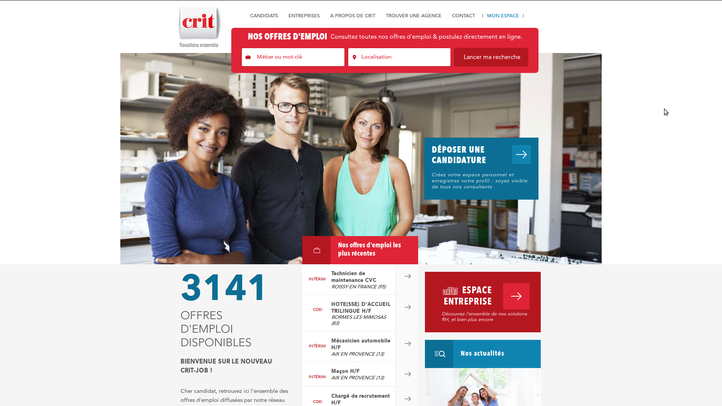 crit
Travaillons ensemble
CANDIDATS ENTREPRISES A PROPOS DE CRIT TROUVER UNE AGENCE CONTACT | MON ESPACE |
NOS OFFRES D'EMPLOI Consultez toutes nos offres d'emploi & postulez directement en ligne.
Métier ou mot-clé Localisation Lancer ma recherche
DÉPOSER UNE
CANDIDATURE
Créez votre espace personnel et
enregistrez votre profil : soyez visible
de tous nos consultants
Nos offres d'emploi les
plus récentes
3141
OFFRES
D'EMPLOI
DISPONIBLES
BIENVENUE SUR LE NOUVEAU
CRIT-JOB !
Cher candidat, retrouvez ici l'ensemble des
offres d'emploi diffusées par notre réseau
INTÉRIM
Technicien de
maintenance CVC
ROISSY EN FRANCE (95)
CDD
HOTE(SSE) D'ACCUEIL
TRILINGUE H/F
BORMES LES MIMOSAS
(83)
INTÉRIM
Mécanicien automobile
H/F
AIX EN PROVENCE (13)
INTÉRIM
Maçon H/F
AIX EN PROVENCE (13)
CDD
Chargé de recrutement
H/F
ESPACE
ENTREPRISE
Découvrez l'ensemble de nos solutions
RH, et bien plus encore
Nos actualités